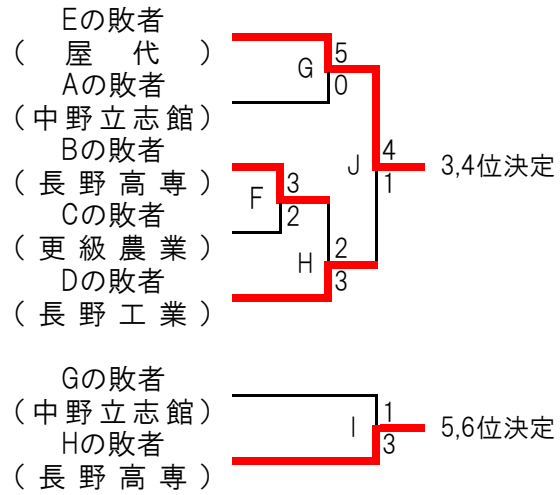 Eの敗者
(屋代)
Aの敗者
(中野立志館)
Bの敗者
(長野高専)
Cの敗者
(更級農業)
Dの敗者
(長野工業)
G
5
0
F
3
2
H
2
3
J
4
1
3,4位決定
Gの敗者
(中野立志館)
Hの敗者
(長野高専)
I
1
3
5,6位決定